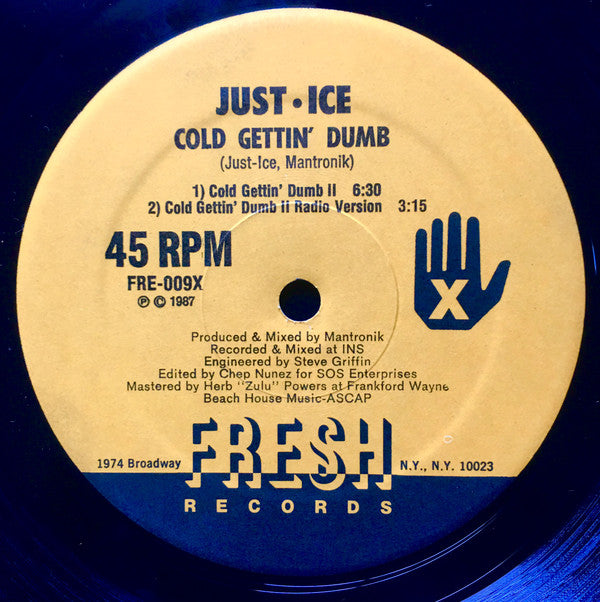 JUST • ICE
COLD GETTIN' DUMB
(Just-Ice, Mantronik)
1) Cold Gettin' Dumb II 6:30
2) Cold Gettin' Dumb II Radio Version 3:15
45 RPM
FRE-009X
℗ © 1987
X
Produced & Mixed by Mantronik
Recorded & Mixed at INS
Engineered by Steve Griffin
Edited by Chep Nunez for SOS Enterprises
Mastered by Herb "Zulu" Powers at Frankford Wayne
Beach House Music-ASCAP
1974 Broadway FRESH N.Y., N.Y. 10023
RECORDS